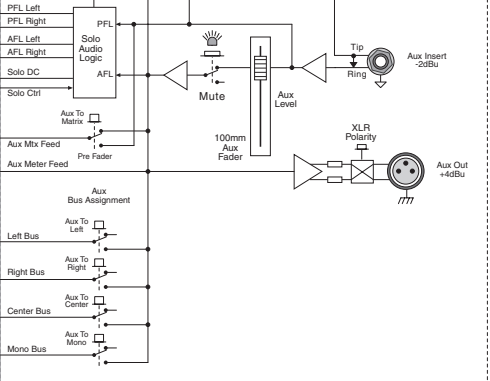 PFL Left
PFL Right
AFL Left
AFL Right
Solo DC
Solo Ctrl
PFL
Solo
Audio
Logic
AFL
Mute
Aux
Level
100mm
Aux
Fader
Tip
Ring
Aux Insert
-2dBu
Aux To
Matrix
Aux Mtx Feed
Pre Fader
Aux Meter Feed
XLR
Polarity
Aux Out
+4dBu
Aux
Bus Assignment
Aux To
Left
Left Bus
Aux To
Right
Right Bus
Aux To
Center
Center Bus
Aux To
Mono
Mono Bus